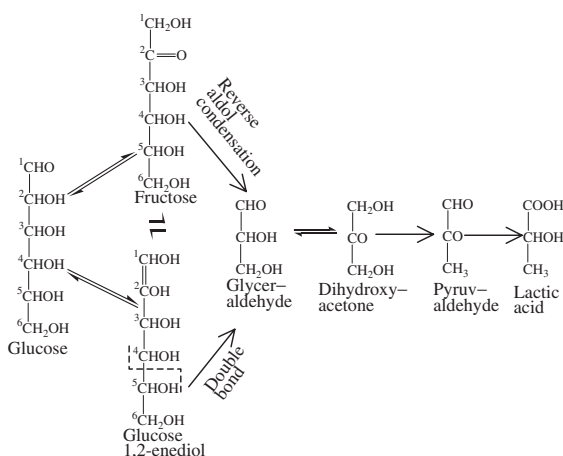 1CH2OH
2C=O
3CHOH
4CHOH
5CHOH
6CH2OH
Fructose
1CHO
2CHOH
3CHOH
4CHOH
5CHOH
6CH2OH
Glucose
1CHOH
2COH
3CHOH
4CHOH
5CHOH
6CH2OH
Glucose
1,2-enediol
Reverse
aldol
condensation
Double
bond
CHO
CHOH
CH2OH
Glycer–
aldehyde
CH2OH
CO
CH2OH
Dihydroxy–
acetone
CHO
CO
CH3
Pyruv–
aldehyde
COOH
CHOH
CH3
Lactic
acid